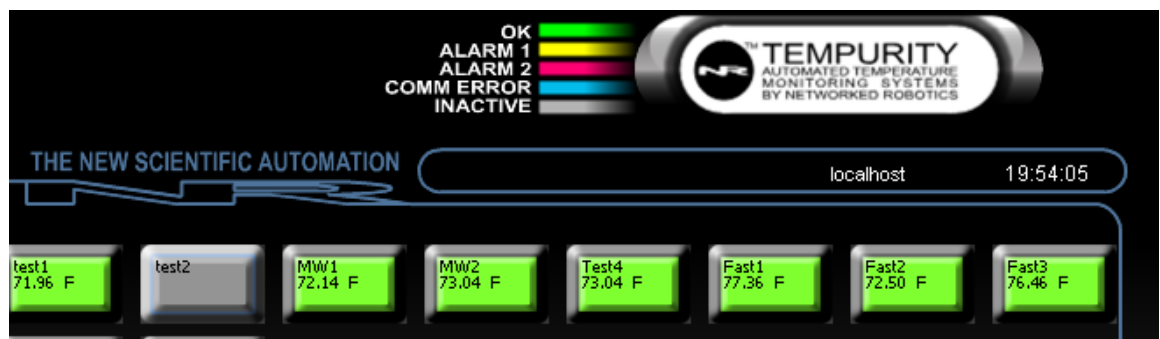 OK
ALARM 1
ALARM 2
COMM ERROR
INACTIVE
NR
TM
TEMPURITY
AUTOMATED TEMPERATURE
MONITORING SYSTEMS
BY NETWORKED ROBOTICS
THE NEW SCIENTIFIC AUTOMATION
localhost 19:54:05
test1
71.96 F
test2
MW1
72.14 F
MW2
73.04 F
Test4
73.04 F
Fast1
77.36 F
Fast2
72.50 F
Fast3
76.46 F